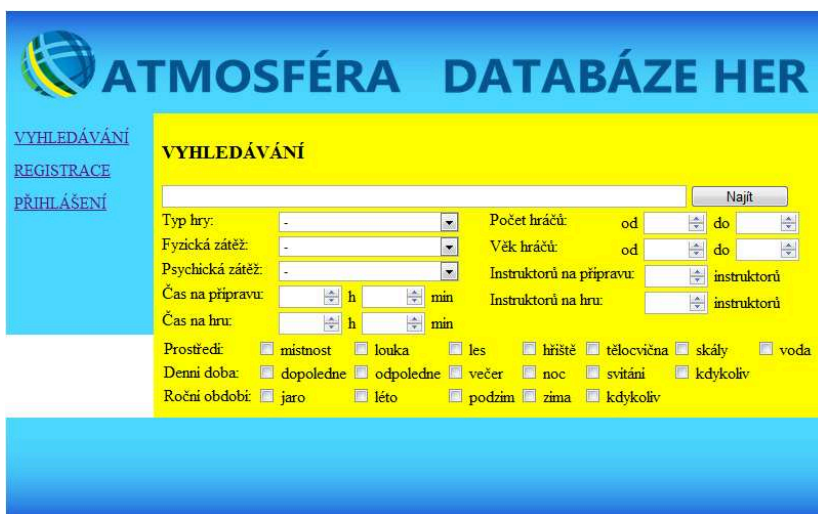 ATMOSFÉRA DATABÁZE HER
VYHLEDÁVÁNÍ
REGISTRACE
PŘIHLÁŠENÍ
VYHLEDÁVÁNÍ
Najít
Typ hry: - Počet hráčů: od do
Fyzická zátěž: - Věk hráčů: od do
Psychická zátěž: - Instruktorů na přípravu: instruktorů
Čas na přípravu: h min Instruktorů na hru: instruktorů
Čas na hru: h min
Prostředí: místnost louka les hřiště tělocvična skály voda
Denní doba: dopoledne odpoledne večer noc svítání kdykoliv
Roční období: jaro léto podzim zima kdykoliv